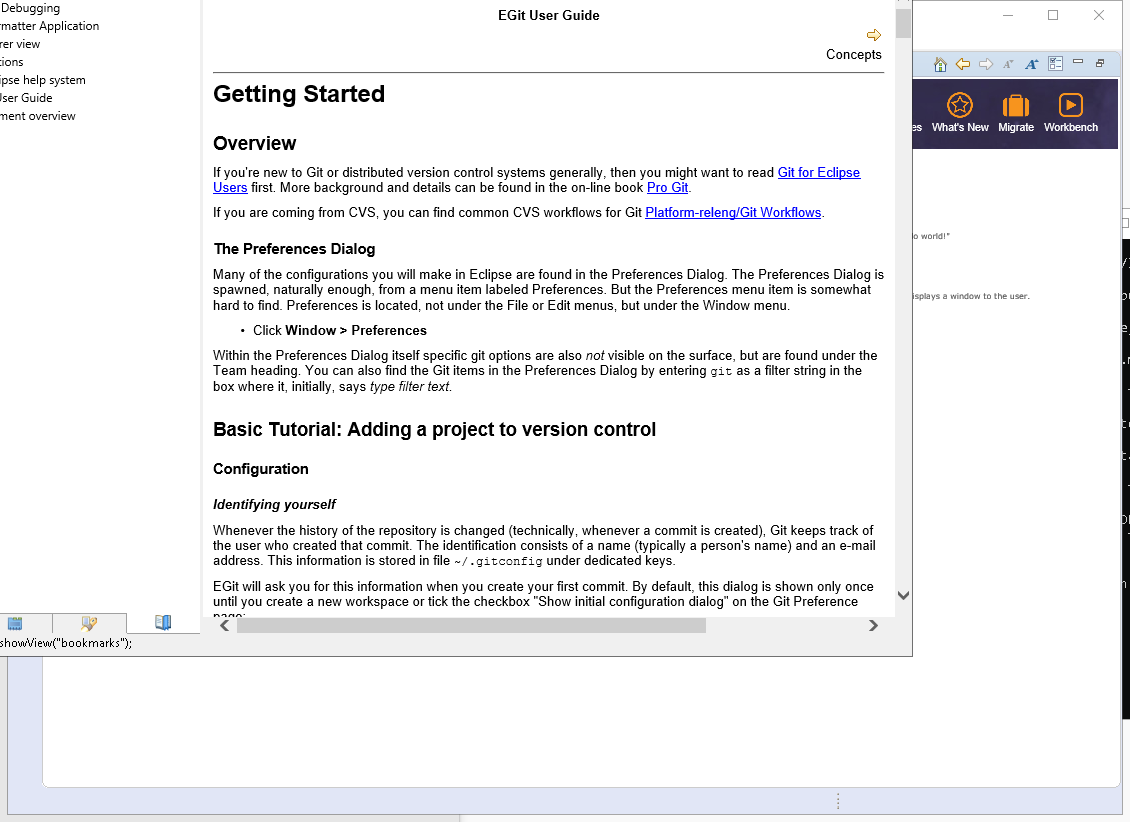 Debugging
rmatter Application
rer view
tions
ipse help system
User Guide
ment overview
EGit User Guide
Concepts
Getting Started
Overview
If you're new to Git or distributed version control systems generally, then you might want to read Git for Eclipse
Users first. More background and details can be found in the on-line book Pro Git.
If you are coming from CVS, you can find common CVS workflows for Git Platform-releng/Git Workflows.
The Preferences Dialog
Many of the configurations you will make in Eclipse are found in the Preferences Dialog. The Preferences Dialog is
spawned, naturally enough, from a menu item labeled Preferences. But the Preferences menu item is somewhat
hard to find. Preferences is located, not under the File or Edit menus, but under the Window menu.
• Click Window > Preferences
Within the Preferences Dialog itself specific git options are also not visible on the surface, but are found under the
Team heading. You can also find the Git items in the Preferences Dialog by entering git as a filter string in the
box where it, initially, says type filter text.
Basic Tutorial: Adding a project to version control
Configuration
Identifying yourself
Whenever the history of the repository is changed (technically, whenever a commit is created), Git keeps track of
the user who created that commit. The identification consists of a name (typically a person's name) and an e-mail
address. This information is stored in file ~/.gitconfig under dedicated keys.
EGit will ask you for this information when you create your first commit. By default, this dialog is shown only once
until you create a new workspace or tick the checkbox "Show initial configuration dialog" on the Git Preference
page:
showView("bookmarks");
es What's New Migrate Workbench
o world!"
isplays a window to the user.